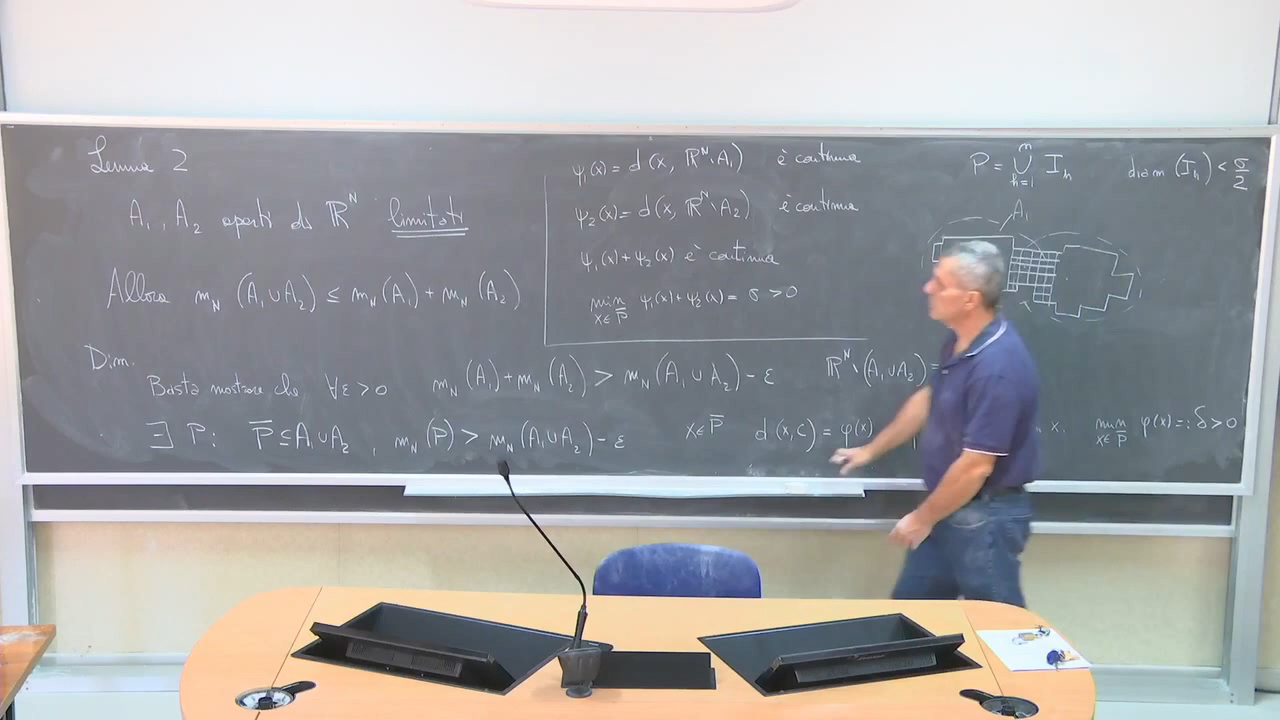 Lemma 2
A₁, A₂ aperti di ℝᴺ limitati
Allora m_N (A₁∪A₂) ≤ m_N(A₁) + m_N(A₂)
Dim.
Basta mostrare che ∀ε>0 m_N(A₁)+m_N(A₂) > m_N(A₁∪A₂)-ε
∃ P: P̅⊆A₁∪A₂, m_N(P) > m_N(A₁∪A₂)-ε
ψ₁(x) = d(x, ℝᴺ∖A₁) è continua
ψ₂(x) = d(x, ℝᴺ∖A₂) è continua
ψ₁(x)+ψ₂(x) è continua
min_{x∈P̅} ψ₁(x)+ψ₂(x) = σ >0
ℝᴺ∖(A₁∪A₂)=
x∈P̅ d(x,C) = φ(x) x, min_{x∈P̅} φ(x)=:δ>0
P = ∪_{h=1}^{m} I_h diam(I_h) < σ/2
A₁